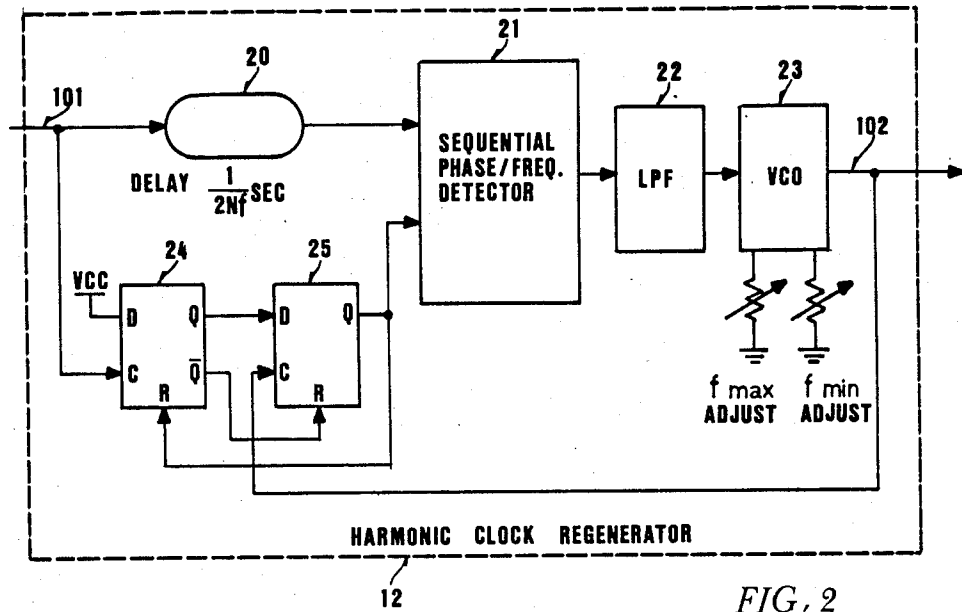 21
20
22
23
101
102
SEQUENTIAL
PHASE/FREQ.
DETECTOR
LPF
VCO
DELAY 1/2Nf SEC
24
25
VCC
D
Q
D
Q
C
Q̅
C
R
R
f max
ADJUST
f min
ADJUST
HARMONIC CLOCK REGENERATOR
12
FIG. 2